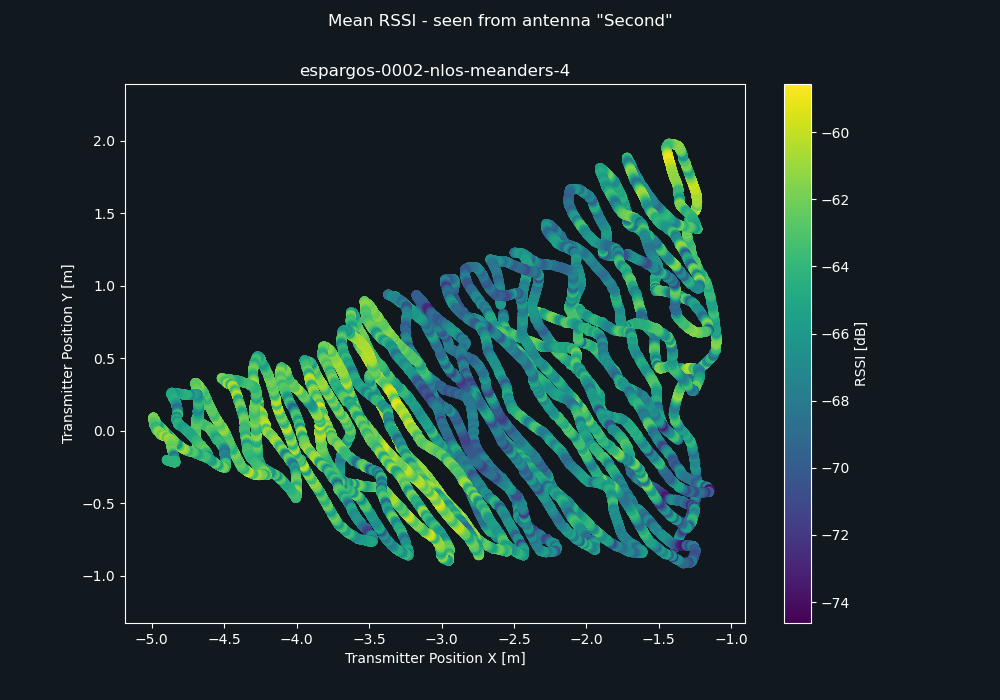 Mean RSSI - seen from antenna "Second"
espargos-0002-nlos-meanders-4
2.0
1.5
1.0
0.5
0.0
−0.5
−1.0
Transmitter Position Y [m]
−5.0 −4.5 −4.0 −3.5 −3.0 −2.5 −2.0 −1.5 −1.0
Transmitter Position X [m]
−60
−62
−64
−66
−68
−70
−72
−74
RSSI [dB]